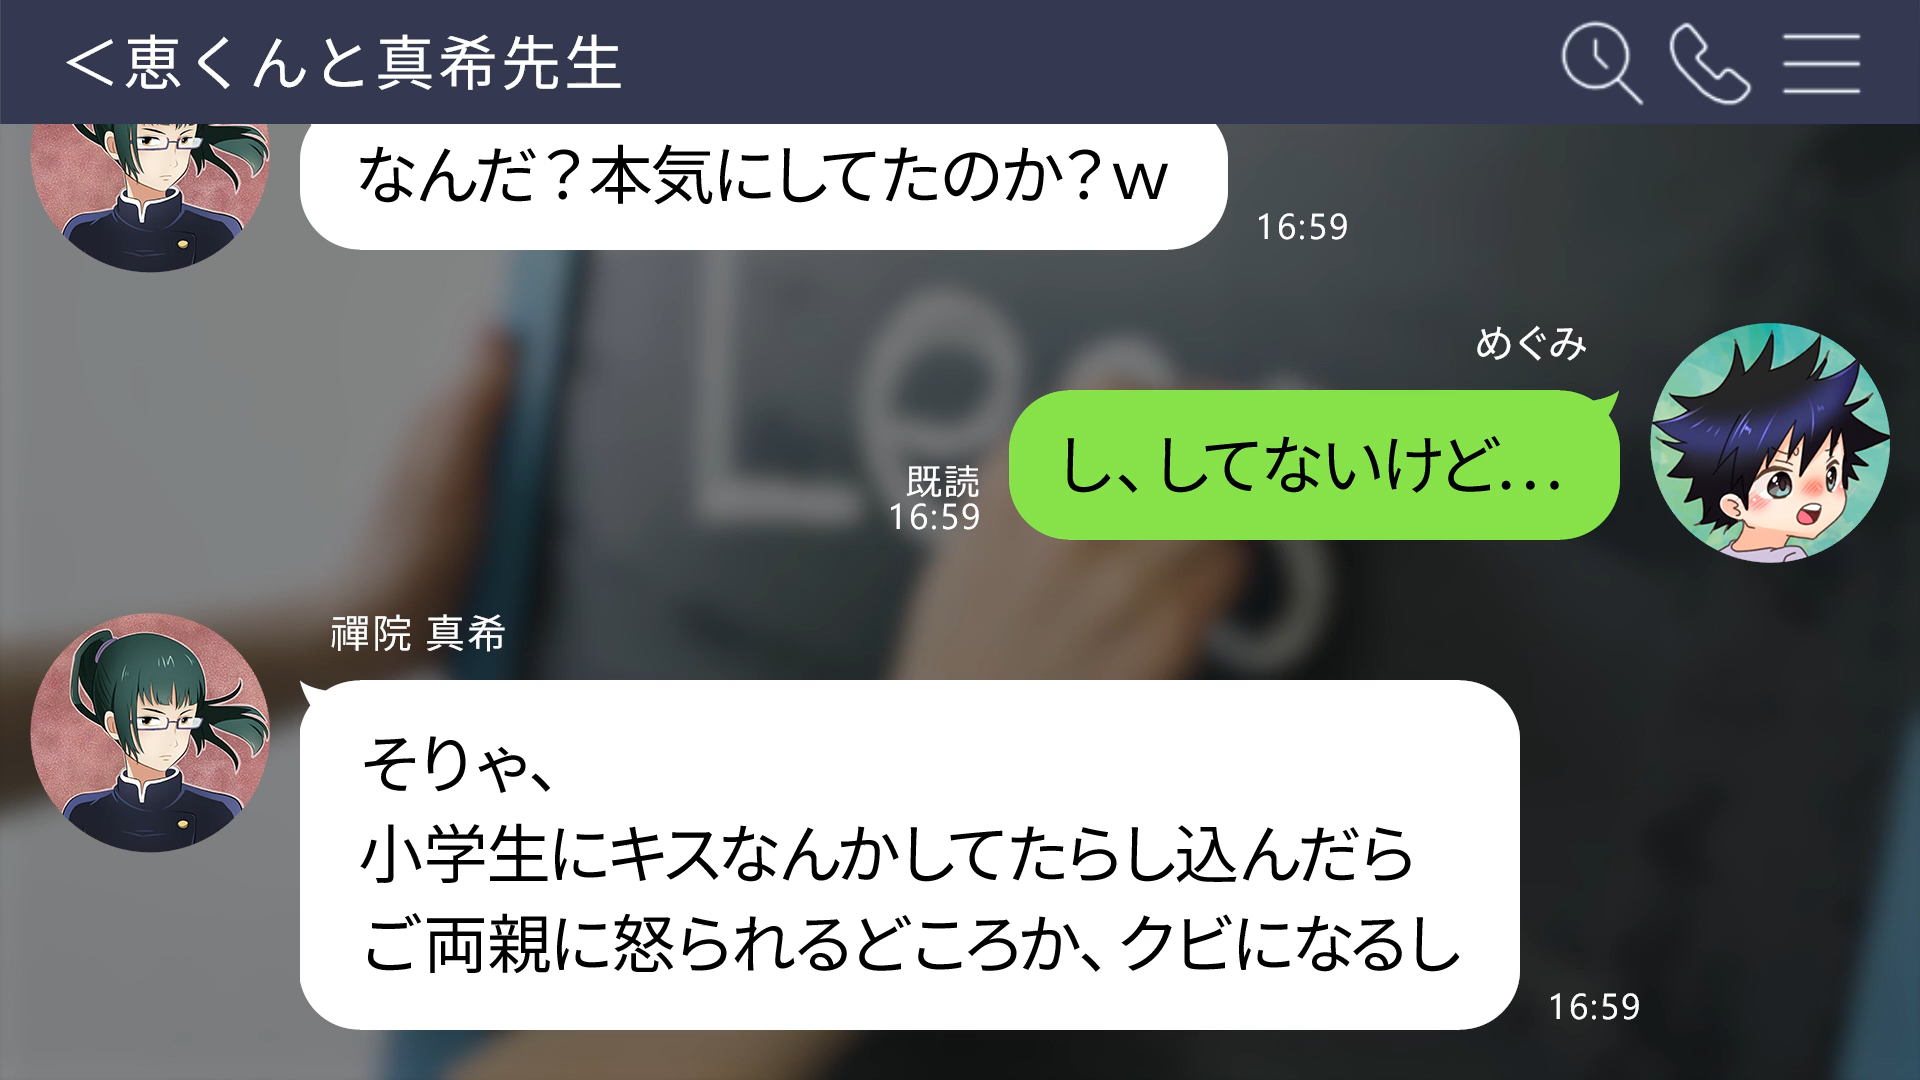 ＜恵くんと真希先生
なんだ？本気にしてたのか？ｗ
16:59
めぐみ
し、してないけど…
既読
16:59
禪院 真希
そりゃ、
小学生にキスなんかしてたらし込んだら
ご両親に怒られるどころか、クビになるし
16:59